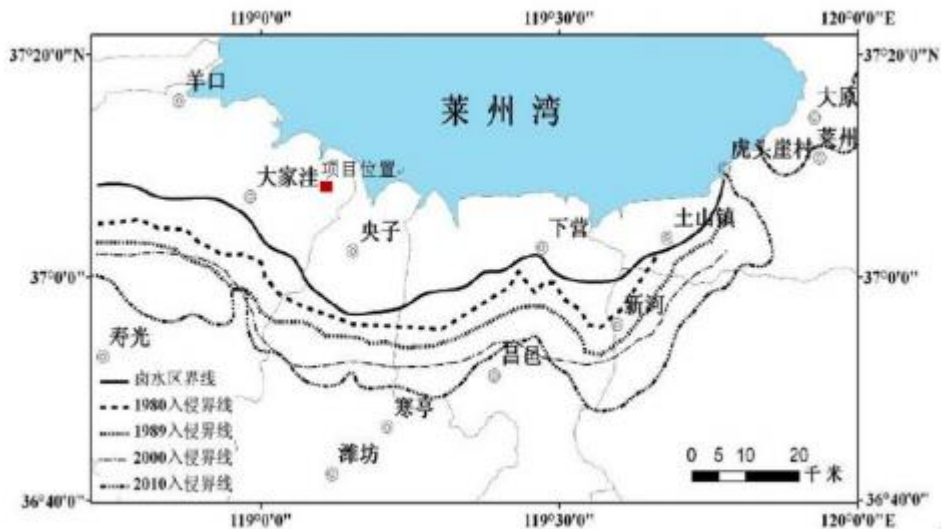 119°0'0"
119°30'0"
120°0'0"E
37°20'0"N
37°20'0"N
羊口
莱州湾
大原
莱州
虎头崖村
项目位置
大家洼
土山镇
下营
央子
37°0'0"
37°0'0"
新河
寿光
昌邑
卤水区界线
1980入侵界线
寒亭
1989入侵界线
2000入侵界线
潍坊
0 5 10 20
千米
2010入侵界线
36°40'0"
36°40'0"
119°0'0"
119°30'0"
120°0'0"E